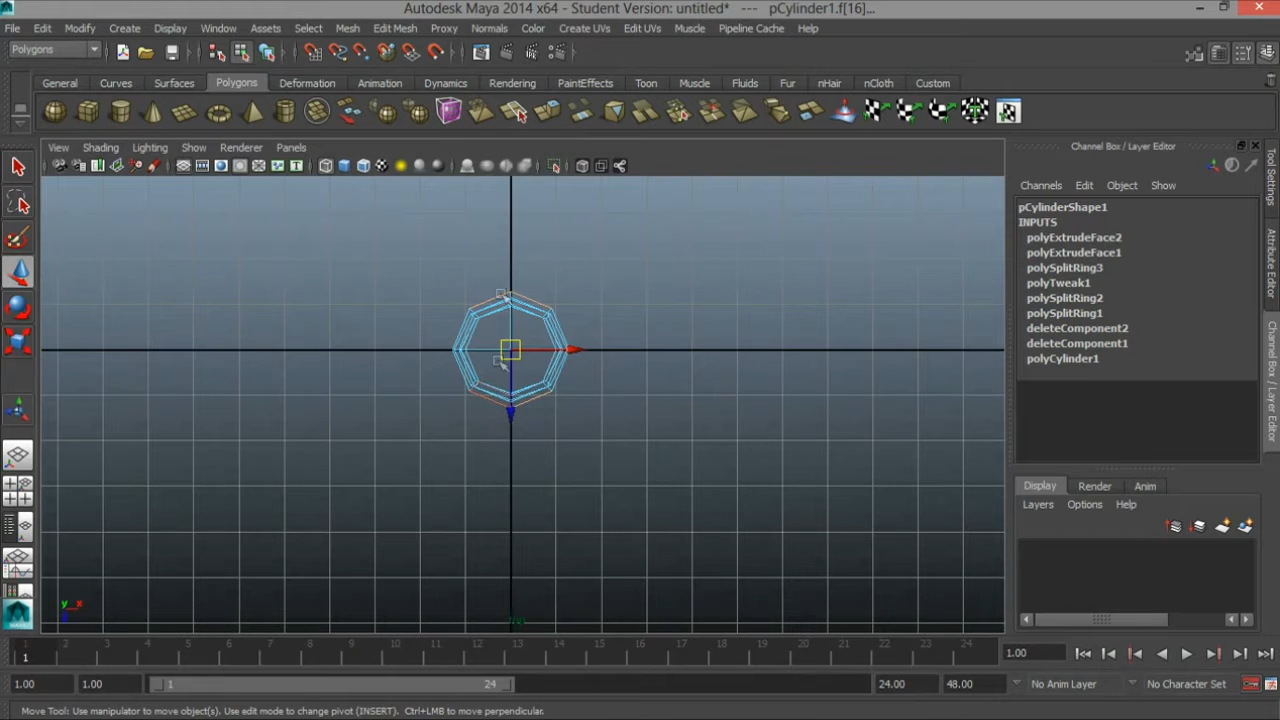 Autodesk Maya 2014 x64 - Student Version: untitled* --- pCylinder1.f[16]...
File Edit Modify Create Display Window Assets Select Mesh Edit Mesh Proxy Normals Color Create UVs Edit UVs Muscle Pipeline Cache Help
Polygons
General Curves Surfaces Polygons Deformation Animation Dynamics Rendering PaintEffects Toon Muscle Fluids Fur nHair nCloth Custom
View Shading Lighting Show Renderer Panels
Channel Box / Layer Editor
Channels Edit Object Show
pCylinderShape1
INPUTS
polyExtrudeFace2
polyExtrudeFace1
polySplitRing3
polyTweak1
polySplitRing2
polySplitRing1
deleteComponent2
deleteComponent1
polyCylinder1
Tool Settings
Attribute Editor
Channel Box / Layer Editor
Display Render Anim
Layers Options Help
y x
1 2 3 4 5 6 7 8 9 10 11 12 13 14 15 16 17 18 19 20 21 22 23 24
1 1.00
1.00 1.00 1 24 24.00 48.00 No Anim Layer No Character Set
Move Tool: Use manipulator to move object(s). Use edit mode to change pivot (INSERT). Ctrl+LMB to move perpendicular.